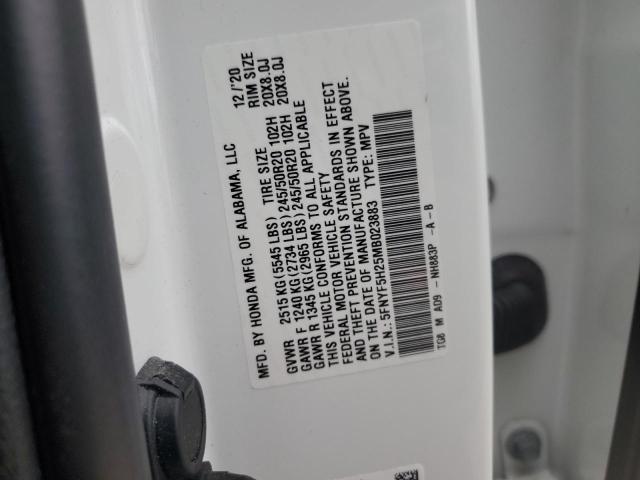 MFD. BY HONDA MFG. OF ALABAMA, LLC 12/'20
GVWR 2515 KG (5545 LBS) TIRE SIZE RIM SIZE
GAWR F 1240 KG (2734 LBS) 245/50R20 102H 20X8.0J
GAWR R 1345 KG (2965 LBS) 245/50R20 102H 20X8.0J
THIS VEHICLE CONFORMS TO ALL APPLICABLE
FEDERAL MOTOR VEHICLE SAFETY
AND THEFT PREVENTION STANDARDS IN EFFECT
ON THE DATE OF MANUFACTURE SHOWN ABOVE.
V.I.N.: 5FNYF5H25MB023883 TYPE: MPV
TG8 M AD9 - NH883P -A-B